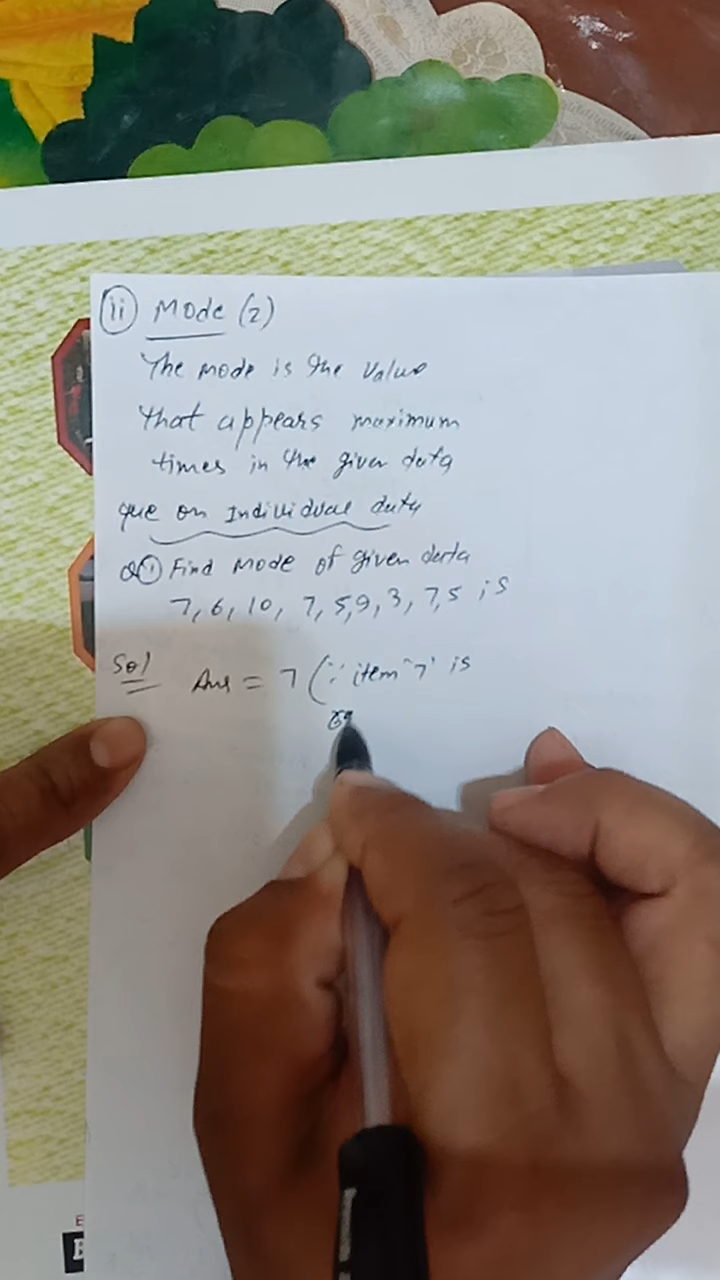 (ii) Mode (Z)
The mode is the value
that appears maximum
times in the given data
que on Individual data
Q① Find mode of given data
7, 6, 10, 7, 5, 9, 3, 7, 5 is
Sol
Ans = 7 (∵ item '7' is